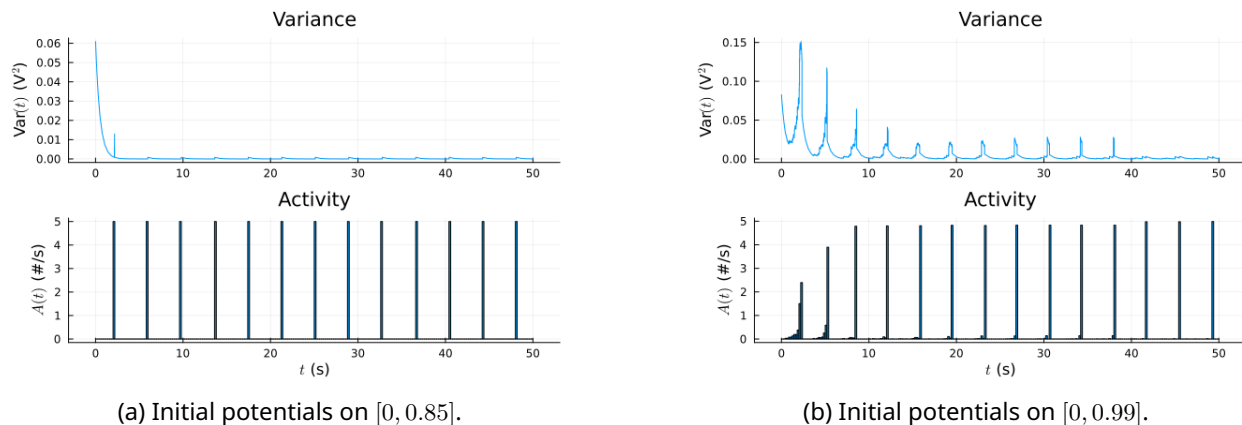 Variance
Var(t) (V²)
0.06
0.05
0.04
0.03
0.02
0.01
0.00
0 10 20 30 40 50
Activity
A(t) (#/s)
5
4
3
2
1
0
0 10 20 30 40 50
t (s)
(a) Initial potentials on [0, 0.85].
Variance
Var(t) (V²)
0.15
0.10
0.05
0.00
0 10 20 30 40 50
Activity
A(t) (#/s)
5
4
3
2
1
0
0 10 20 30 40 50
t (s)
(b) Initial potentials on [0, 0.99].